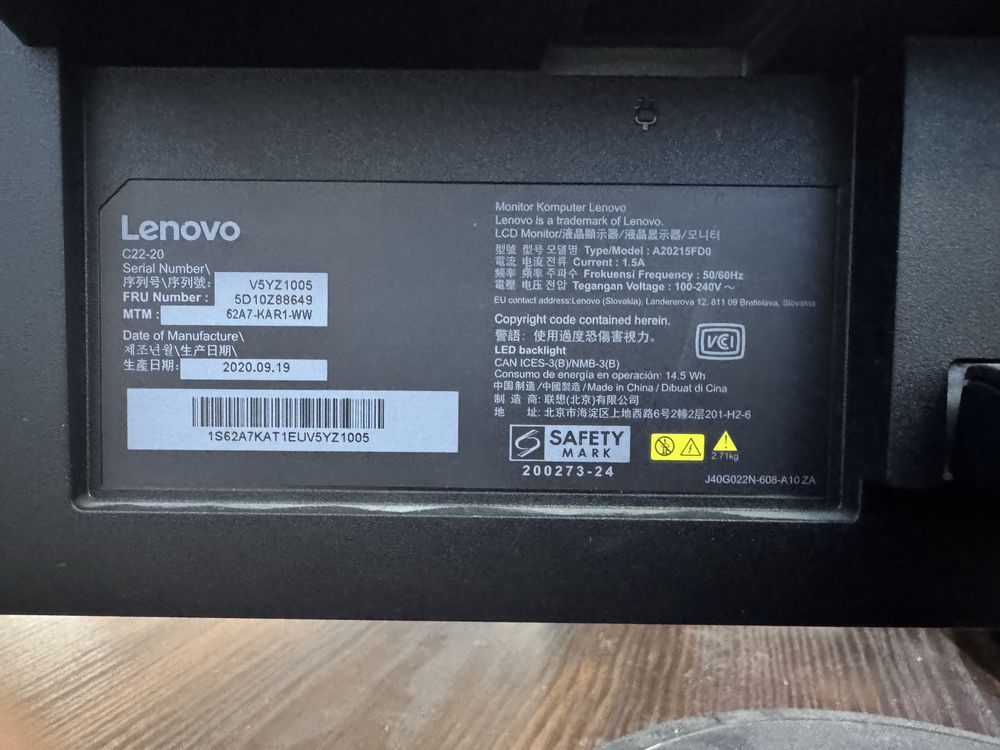 Lenovo
C22-20
Serial Number\
序列号\序列號: V5YZ1005
FRU Number : 5D10Z88649
MTM : 62A7-KAR1-WW
Date of Manufacture\
제조년월\生产日期\
生產日期: 2020.09.19
1S62A7KAT1EUV5YZ1005
Monitor Komputer Lenovo
Lenovo is a trademark of Lenovo.
LCD Monitor/液晶顯示器/液晶显示器/모니터
型號 型号 모델명 Type/Model : A20215FD0
電流 电流 전류 Current : 1.5A
頻率 频率 주파수 Frekuensi Frequency : 50/60Hz
電壓 电压 전압 Tegangan Voltage : 100-240V ～
EU contact address:Lenovo (Slovakia), Landererova 12, 811 09 Bratislava, Slovakia
Copyright code contained herein.
警語: 使用過度恐傷害視力。
LED backlight
CAN ICES-3(B)/NMB-3(B)
Consumo de energía en operación: 14.5 Wh
中国制造/中國製造/Made in China / Dibuat di Cina
制 造 商: 联想(北京)有限公司
地 址: 北京市海淀区上地西路6号2幢2层201-H2-6
VCCI
SAFETY
MARK
200273-24
2.71kg
J40G022N-608-A10 ZA